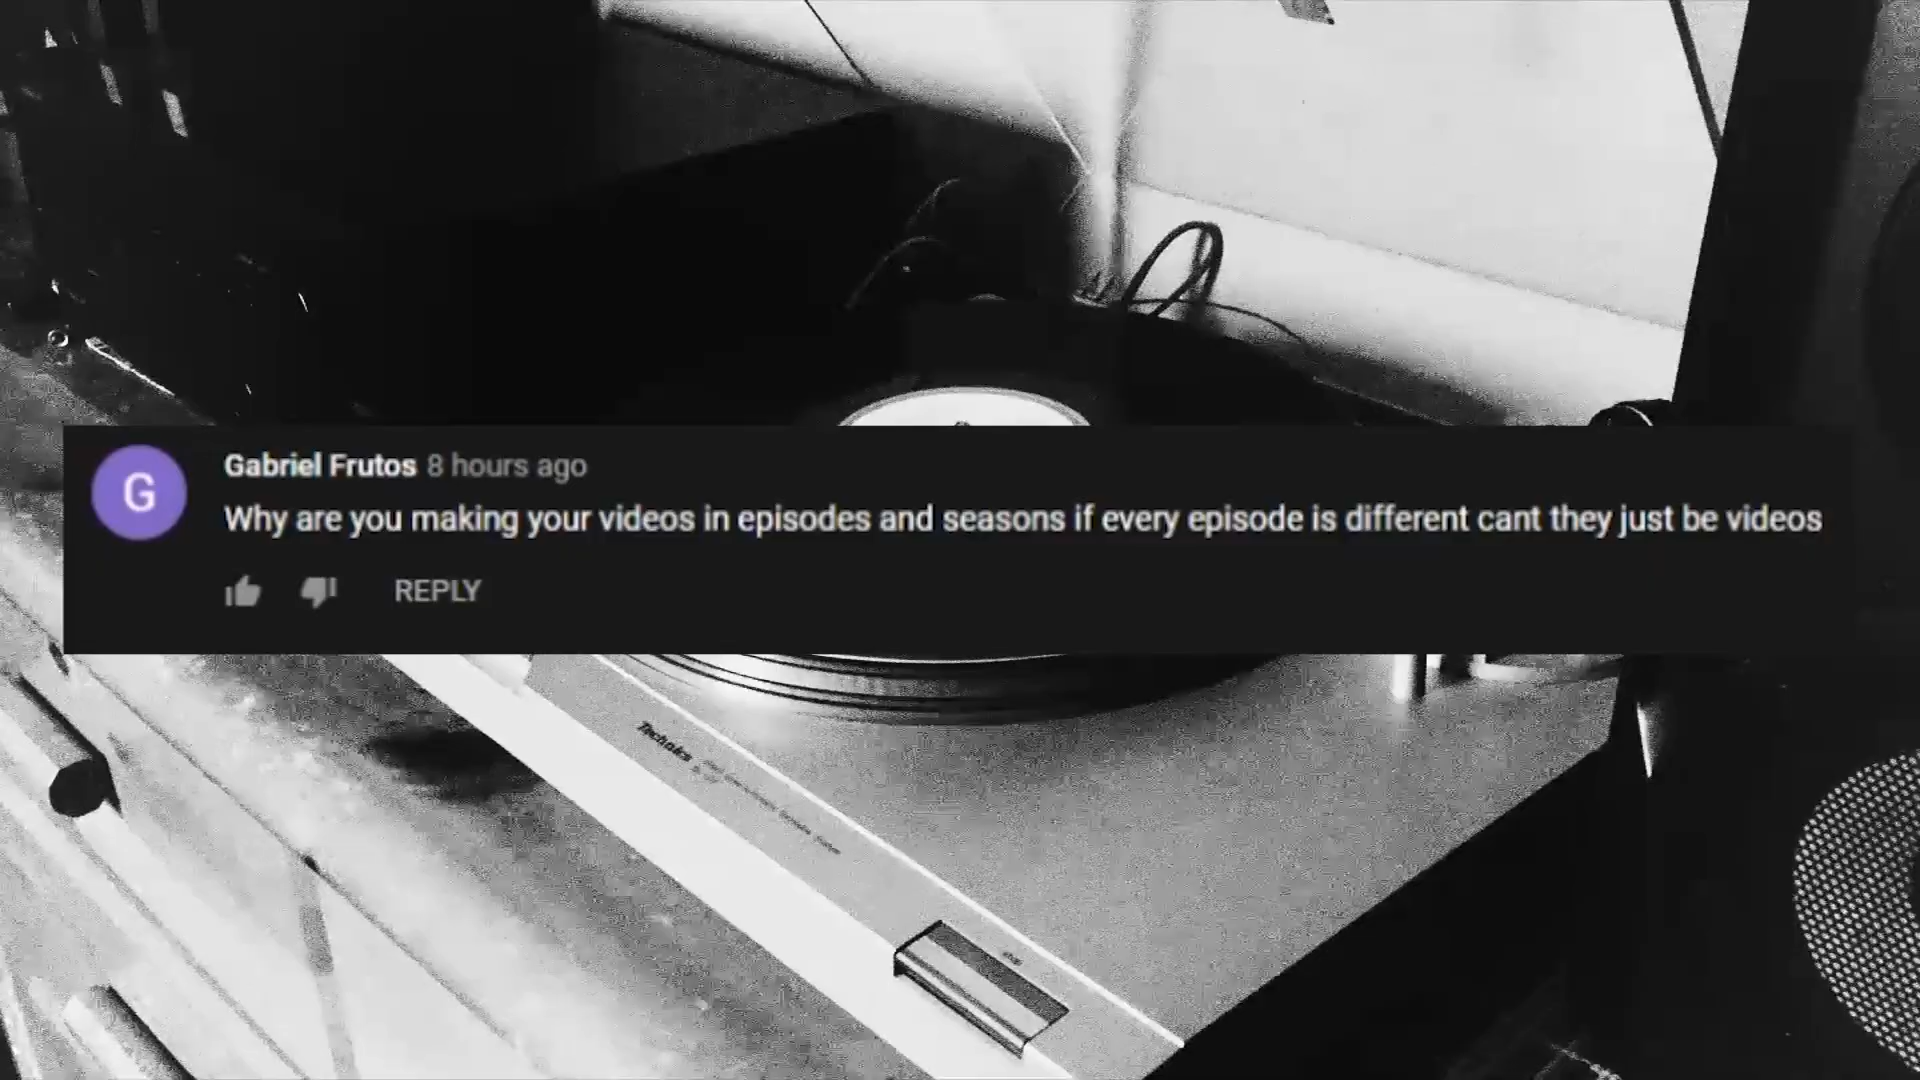 G
Gabriel Frutos 8 hours ago
Why are you making your videos in episodes and seasons if every episode is different cant they just be videos
REPLY
Technics